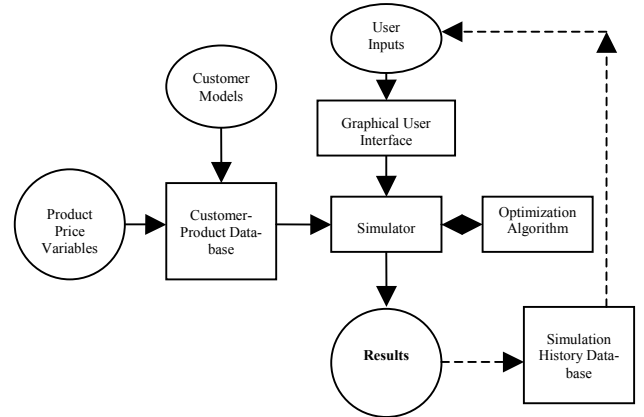 User
Inputs
Customer
Models
Graphical User
Interface
Product
Price
Variables
Customer-
Product Data-
base
Simulator
Optimization
Algorithm
Results
Simulation
History Data-
base